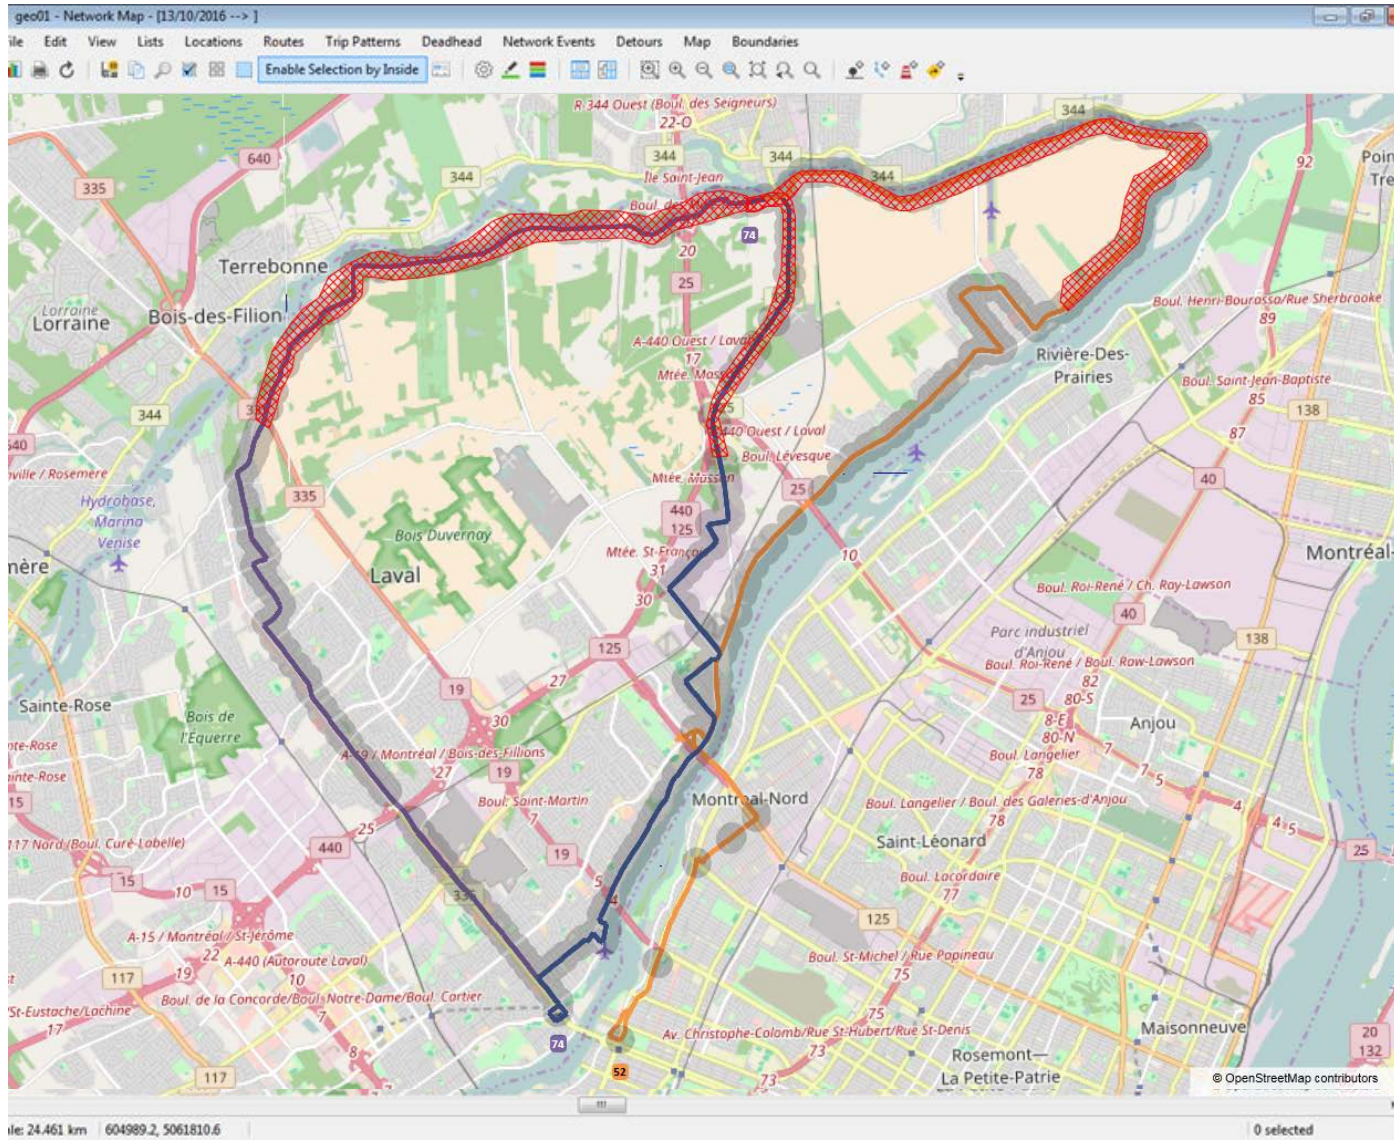 geo01 - Network Map - [13/10/2016 --> ]
Edit View Lists Locations Routes Trip Patterns Deadhead Network Events Detours Map Boundaries
Enable Selection by Inside
R 344 Ouest (Boul. des Seigneurs)
22-O
344
640
344
344
344
344
335
92
Île Saint-Jean
74
20
25
Terrebonne
Lorraine
Lorraine
Bois-des-Filion
Boul. Henri-Bourassa/Rue Sherbrooke
89
A-440 Ouest / Laval
17
Rivière-Des-
Prairies
Boul. Saint-Jean-Baptiste
85
344
138
87
Boul. Lévesque
Mtée. Masson
335
25
40
440
125
Hydrobase,
Marina
Venise
Bois Duvernay
Laval
31
30
10
Montréal-
Boul. Roi-René / Ch. Ray-Lawson
40
Parc industriel
d'Anjou
138
125
Boul. Roi-René / Boul. Raw-Lawson
82
19
27
30
25
80-S
8-E
80-N
Sainte-Rose
Bois de
l'Equerre
Anjou
7
7
5
A-19 / Montréal / Bois-des-Fillions
27
19
Boul. Langelier
78
Boul. Saint-Martin
7
Montréal-Nord
Boul. Langelier / Boul. des Galeries-d'Anjou
78
4
4
5
15
25
117 Nord (Boul. Curé-Labelle)
440
19
Saint-Léonard
25
15
10
15
5
Boul. Lacordaire
77
125
A-15 / Montréal / St-Jérôme
22
A-440 (Autoroute Laval)
19
10
117
Boul. St-Michel / Rue Papineau
75
Boul. de la Concorde/Boul. Notre-Dame/Boul. Cartier
7
St-Eustache/Lachine
17
75
Av. Christophe-Colomb/Rue St-Hubert/Rue St-Denis
73
Maisonneuve
74
8
52
20
132
117
73
Rosemont—
La Petite-Patrie
© OpenStreetMap contributors
24.461 km 604989.2, 5061810.6
0 selected